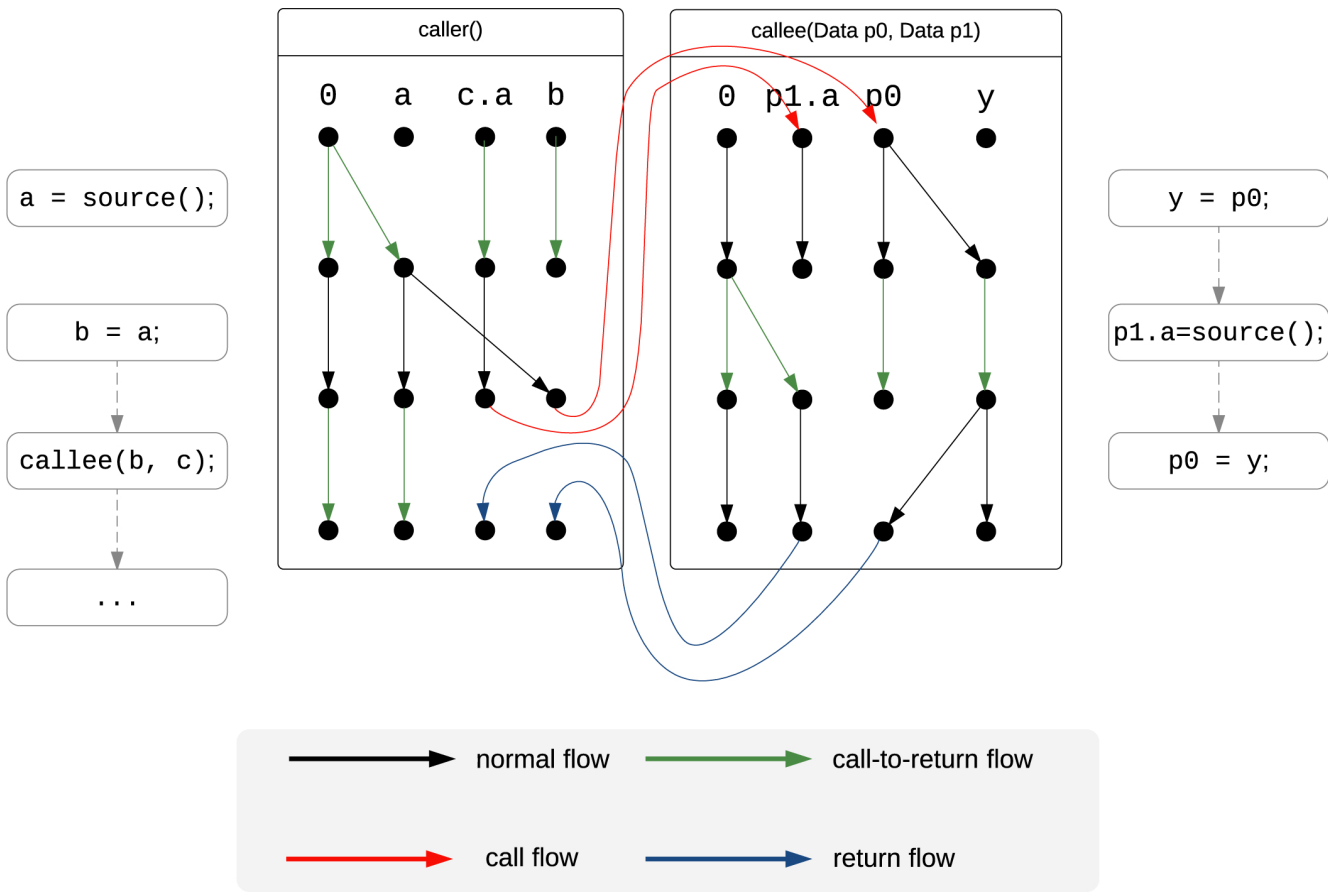 caller()
0 a c.a b
a = source();
b = a;
callee(b, c);
...
callee(Data p0, Data p1)
0 p1.a p0 y
y = p0;
p1.a=source();
p0 = y;
normal flow
call-to-return flow
call flow
return flow